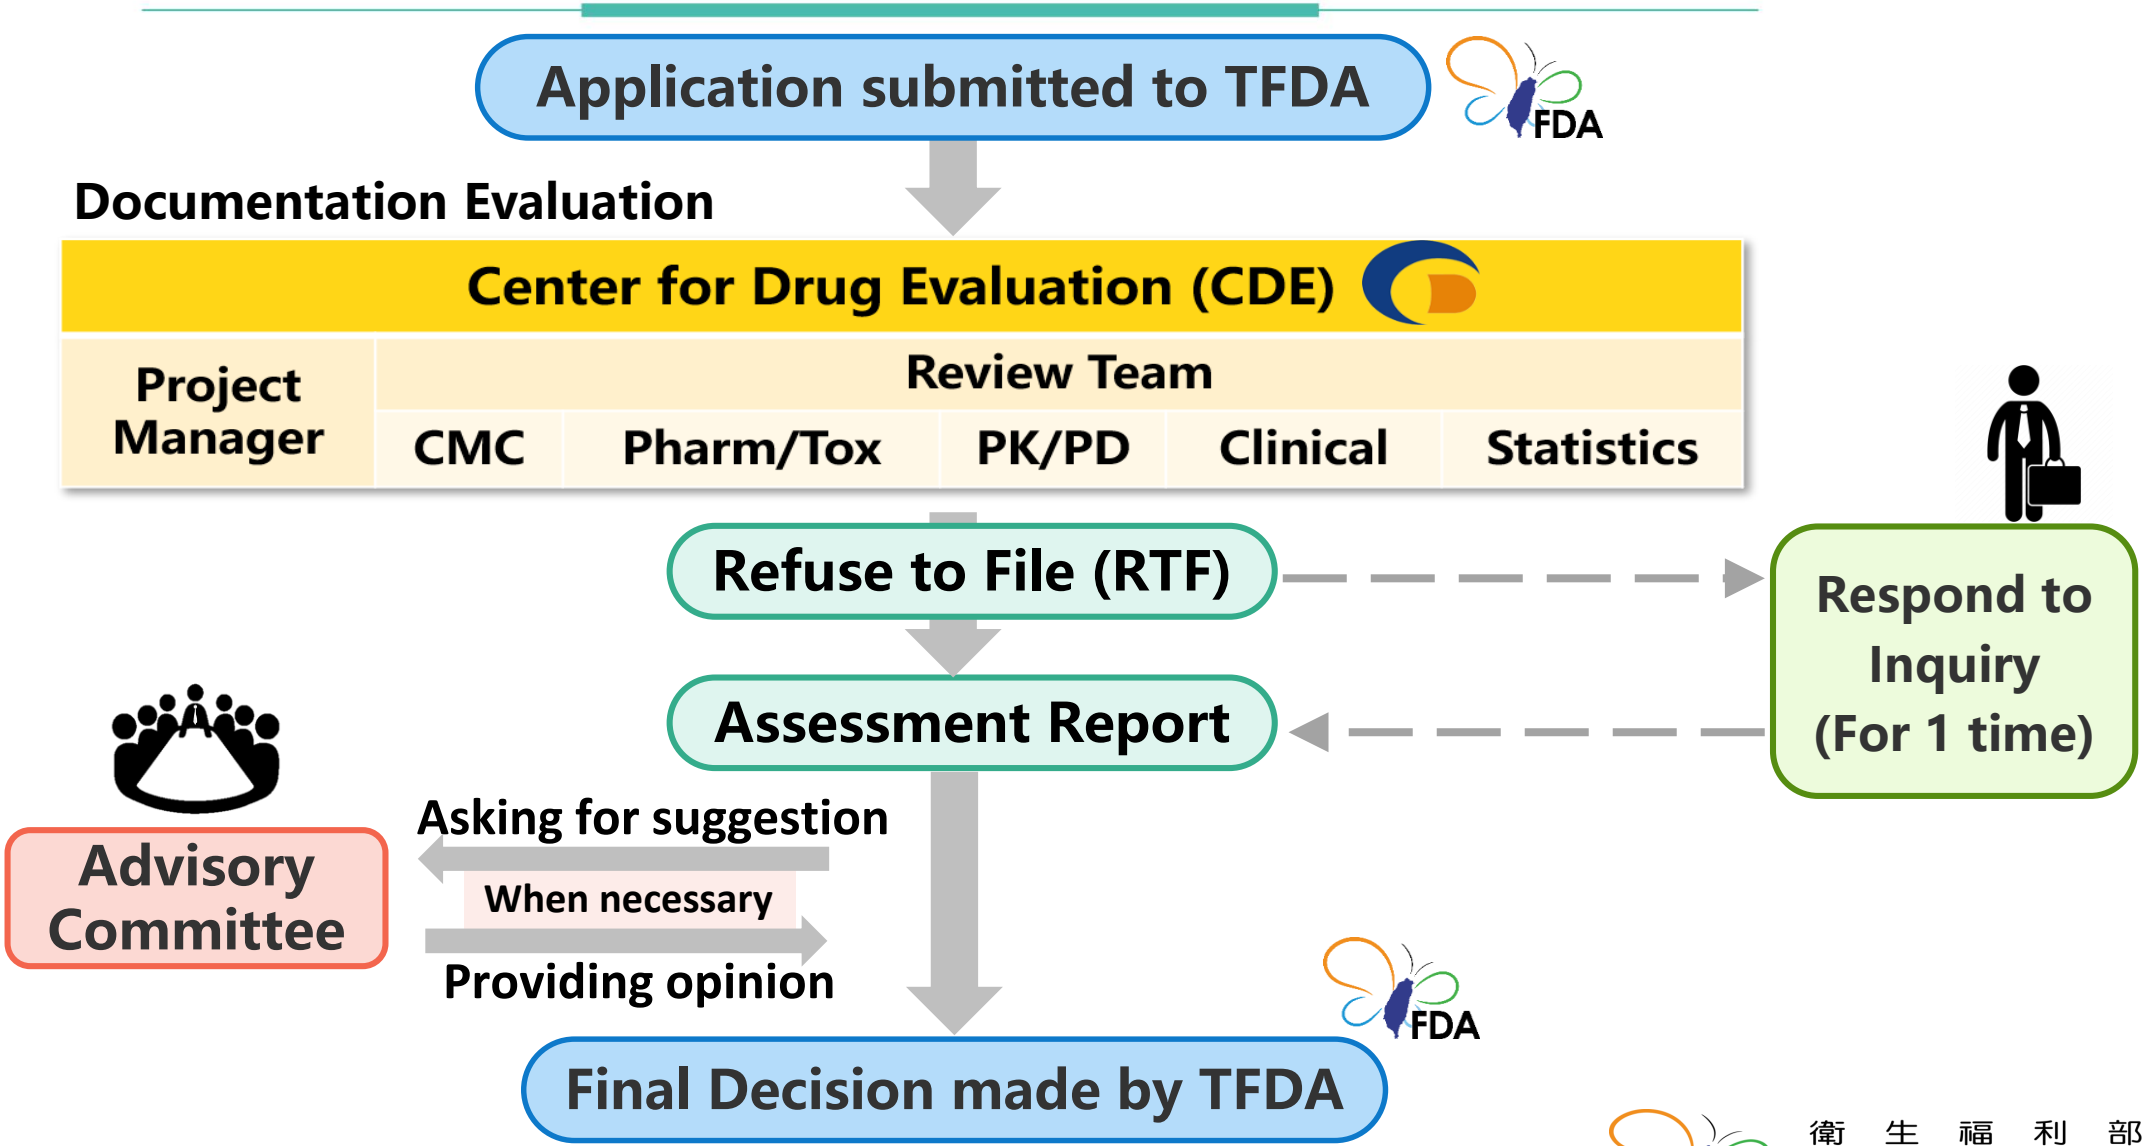 Application submitted to TFDA
FDA
Documentation Evaluation
Center for Drug Evaluation (CDE)
Project
Manager
Review Team
CMC
Pharm/Tox
PK/PD
Clinical
Statistics
Refuse to File (RTF)
Respond to
Inquiry
(For 1 time)
Assessment Report
Asking for suggestion
Advisory
Committee
When necessary
Providing opinion
FDA
Final Decision made by TFDA
衛生福利部